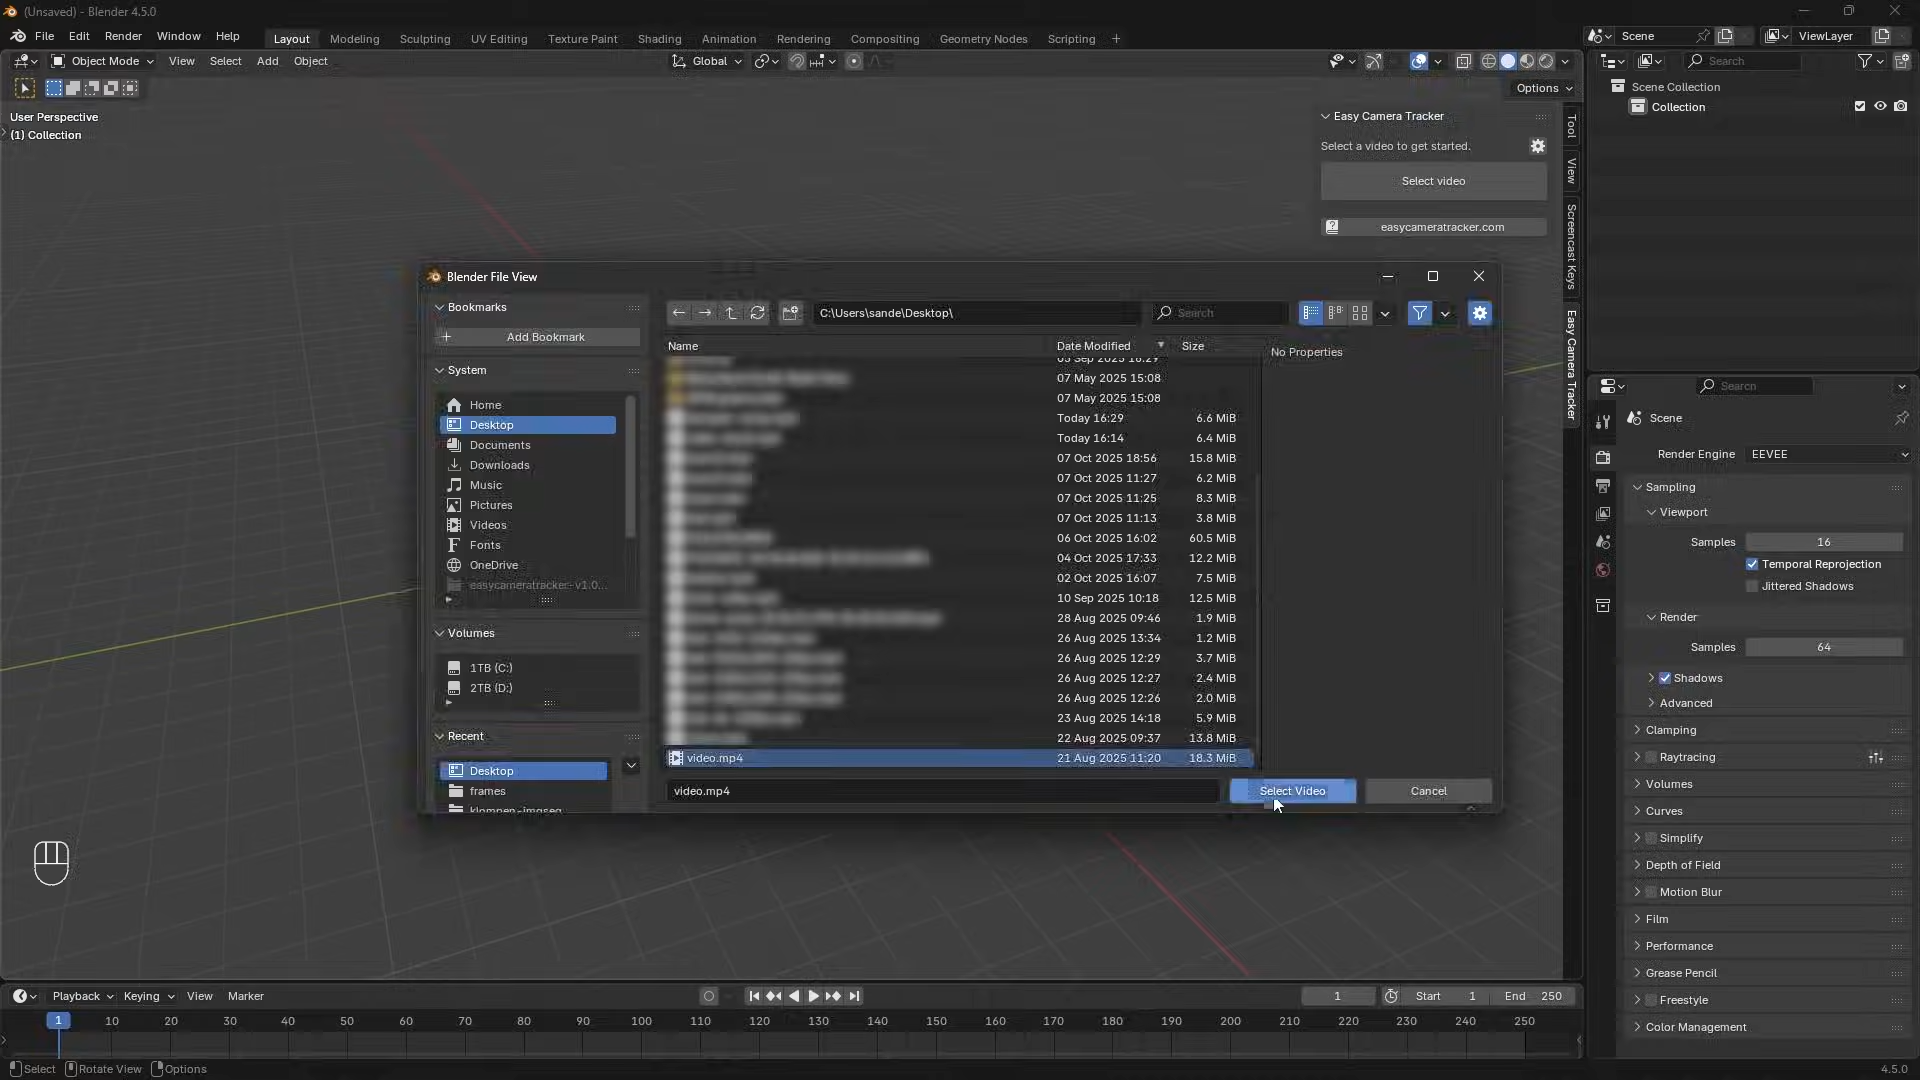 (Unsaved) - Blender 4.5.0
File Edit Render Window Help Layout Modeling Sculpting UV Editing Texture Paint Shading Animation Rendering Compositing Geometry Nodes Scripting +
Scene ViewLayer
Object Mode View Select Add Object Global
Search
Options
User Perspective
(1) Collection
Easy Camera Tracker
Select a video to get started.
Select video
easycameratracker.com
Tool
View
Screencast Keys
Easy Camera Tracker
Scene Collection
Collection
Blender File View
Bookmarks
Add Bookmark
System
Home
Desktop
Documents
Downloads
Music
Pictures
Videos
Fonts
OneDrive
easycameratracker-v1.0...
Volumes
1TB (C:)
2TB (D:)
Recent
Desktop
frames
klompen-imgseq
C:\Users\sande\Desktop\ Search
Name Date Modified Size
05 Sep 2025 16:29
07 May 2025 15:08
07 May 2025 15:08
Today 16:29 6.6 MiB
Today 16:14 6.4 MiB
07 Oct 2025 18:56 15.8 MiB
07 Oct 2025 11:27 6.2 MiB
07 Oct 2025 11:25 8.3 MiB
07 Oct 2025 11:13 3.8 MiB
06 Oct 2025 16:02 60.5 MiB
04 Oct 2025 17:33 12.2 MiB
02 Oct 2025 16:07 7.5 MiB
10 Sep 2025 10:18 12.5 MiB
28 Aug 2025 09:46 1.9 MiB
26 Aug 2025 13:34 1.2 MiB
26 Aug 2025 12:29 3.7 MiB
26 Aug 2025 12:27 2.4 MiB
26 Aug 2025 12:26 2.0 MiB
23 Aug 2025 14:18 5.9 MiB
22 Aug 2025 09:37 13.8 MiB
video.mp4 21 Aug 2025 11:20 18.3 MiB
No Properties
video.mp4 Select Video Cancel
Search
Scene
Render Engine EEVEE
Sampling
Viewport
Samples 16
Temporal Reprojection
Jittered Shadows
Render
Samples 64
Shadows
Advanced
Clamping
Raytracing
Volumes
Curves
Simplify
Depth of Field
Motion Blur
Film
Performance
Grease Pencil
Freestyle
Color Management
Playback Keying View Marker 1 Start 1 End 250
1 10 20 30 40 50 60 70 80 90 100 110 120 130 140 150 160 170 180 190 200 210 220 230 240 250
Select Rotate View Options 4.5.0